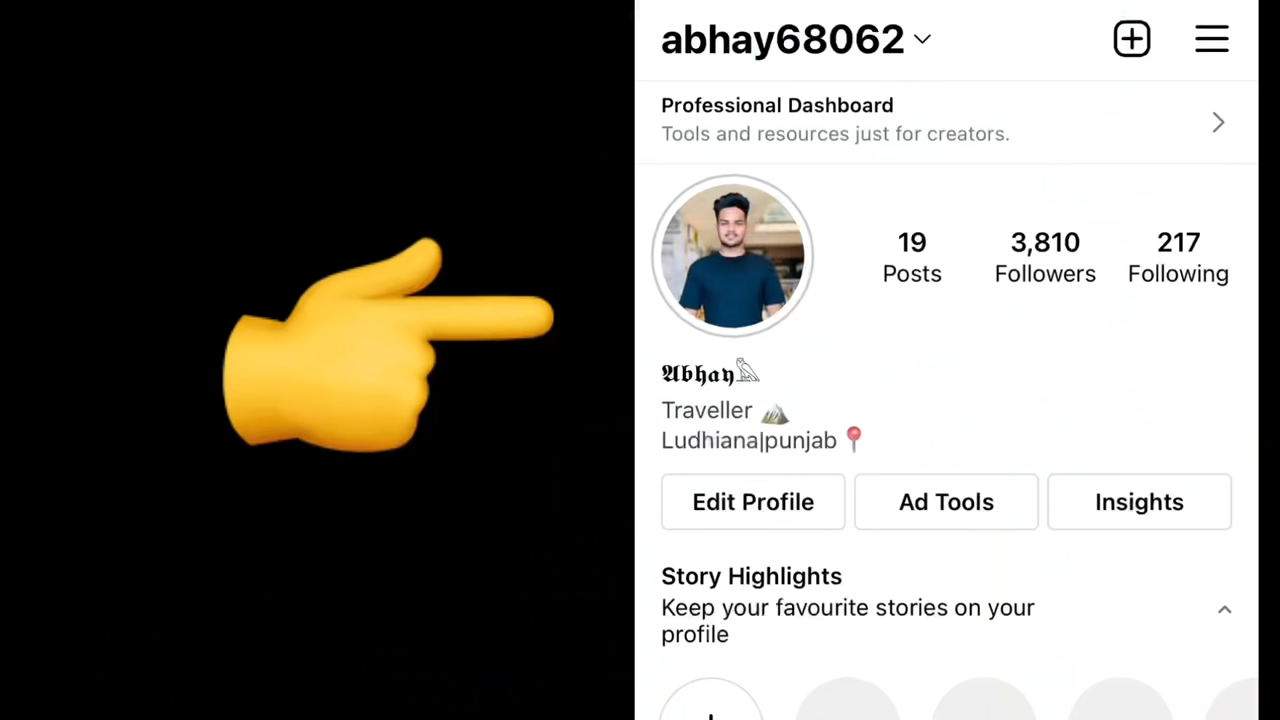 abhay68062
Professional Dashboard
Tools and resources just for creators.
19 3,810 217
Posts Followers Following
𝕬𝖇𝖍𝖆𝖞𓅓
Traveller 🏔️
Ludhiana|punjab 📍
Edit Profile Ad Tools Insights
Story Highlights
Keep your favourite stories on your
profile